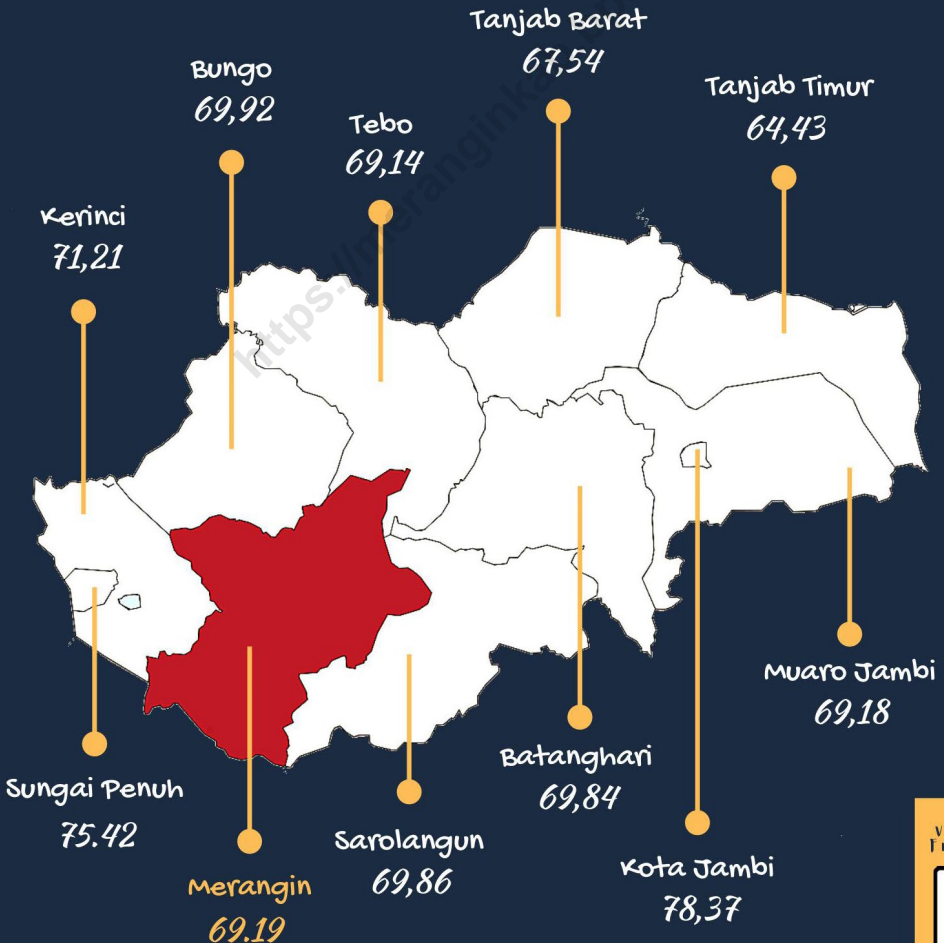 Tanjab Barat
67,54
Bungo
69,92
Tanjab Timur
64,43
Tebo
69,14
Kerinci
71,21
https://merangink
Muaro Jambi
69,18
Batanghari
69,84
Sungai Penuh
75.42
Sarolangun
69,86
Kota Jambi
78,37
Merangin
69.19